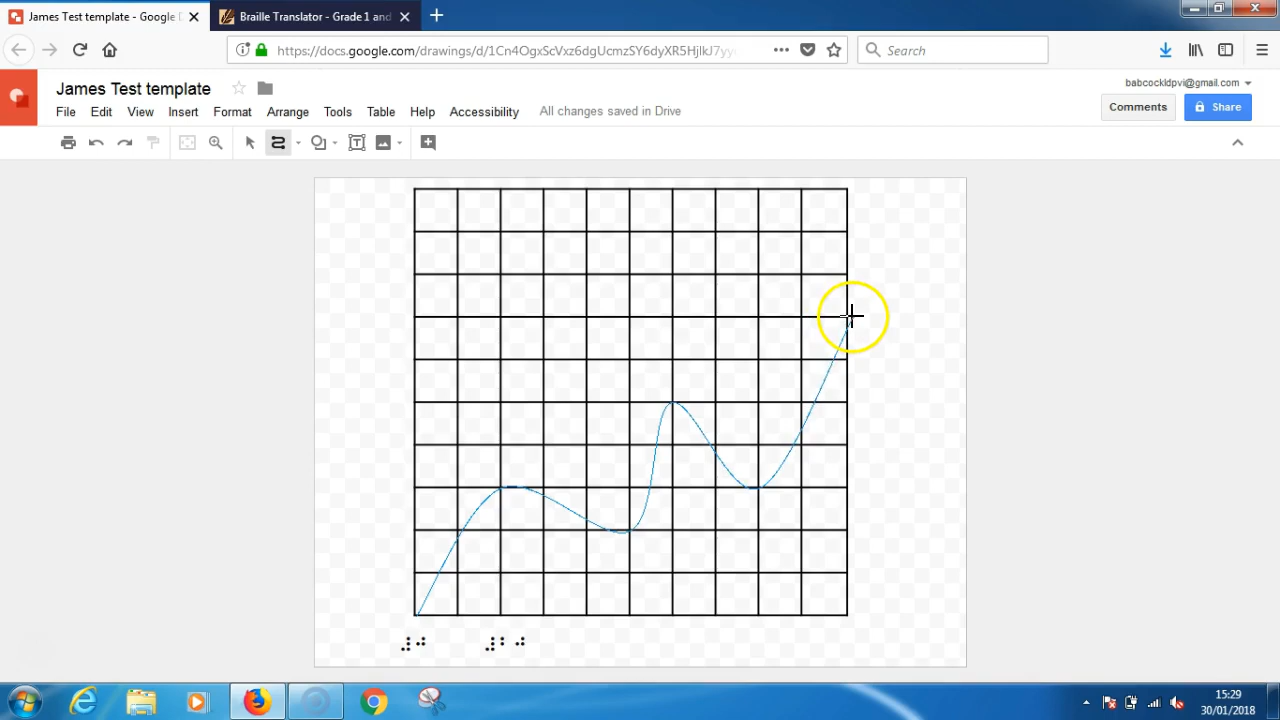 James Test template - Google D
Braille Translator - Grade 1 and
https://docs.google.com/drawings/d/1Cn4OgxScVxz6dgUcmzSY6dyXR5HjlkJ7yy
Search
James Test template
babcockldpvi@gmail.com
File Edit View Insert Format Arrange Tools Table Help Accessibility All changes saved in Drive
Comments
Share
15:29
30/01/2018